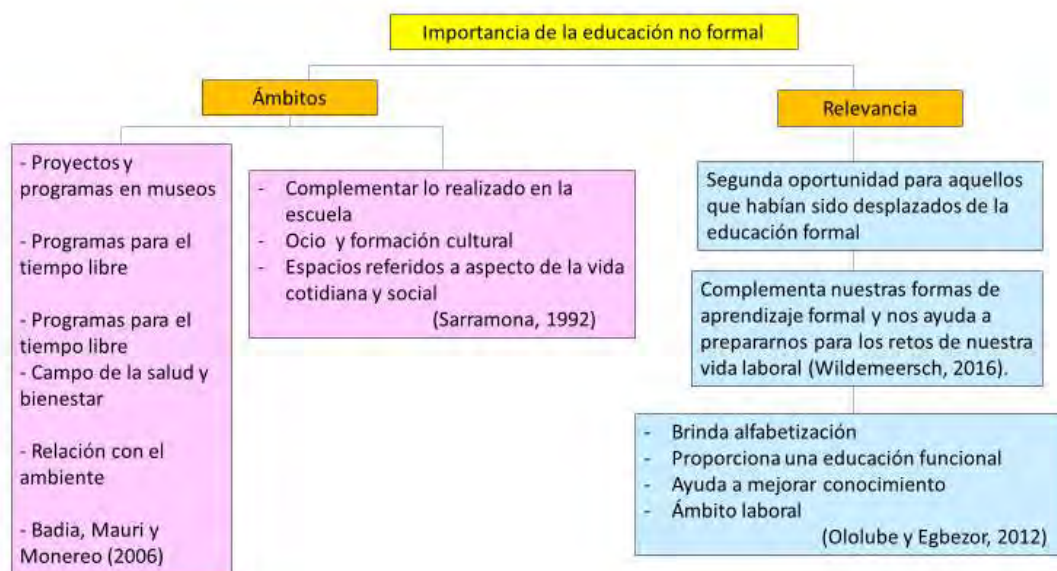 Importancia de la educación no formal
Ámbitos
Relevancia
- Proyectos y
programas en museos
- Programas para el
tiempo libre
- Programas para el
tiempo libre
- Campo de la salud y
bienestar
- Relación con el
ambiente
- Badia, Mauri y
Monereo (2006)
- Complementar lo realizado en la
escuela
- Ocio y formación cultural
- Espacios referidos a aspecto de la vida
cotidiana y social
(Sarramona, 1992)
Segunda oportunidad para aquellos
que habían sido desplazados de la
educación formal
Complementa nuestras formas de
aprendizaje formal y nos ayuda a
prepararnos para los retos de nuestra
vida laboral (Wildemeersch, 2016).
- Brinda alfabetización
- Proporciona una educación funcional
- Ayuda a mejorar conocimiento
- Ámbito laboral
(Ololube y Egbezor, 2012)